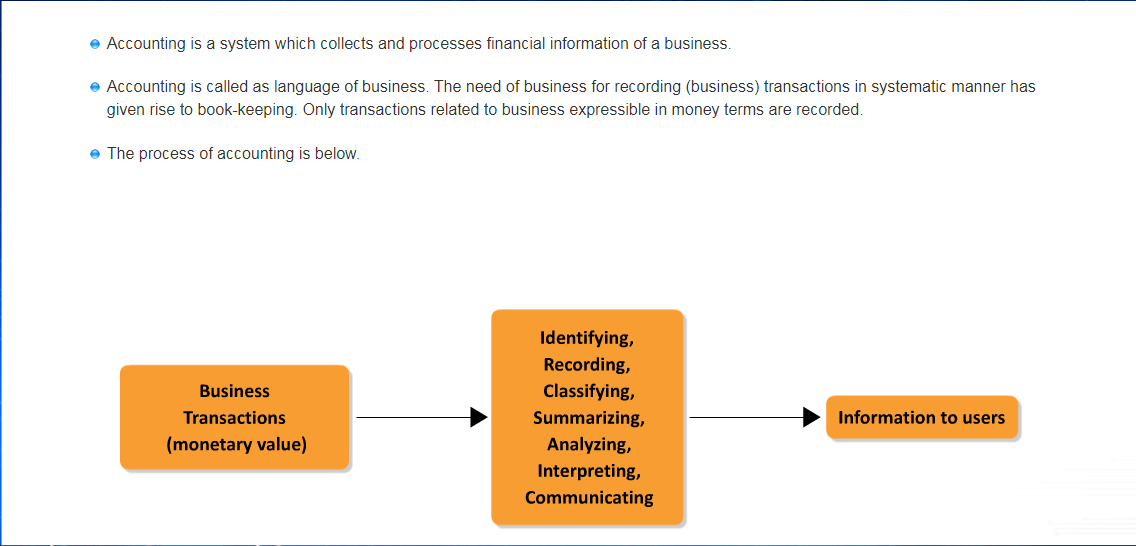 Accounting is a system which collects and processes financial information of a business.
Accounting is called as language of business. The need of business for recording (business) transactions in systematic manner has
given rise to book-keeping. Only transactions related to business expressible in money terms are recorded.
The process of accounting is below.
Business
Transactions
(monetary value)
Identifying,
Recording,
Classifying,
Summarizing,
Analyzing,
Interpreting,
Communicating
Information to users